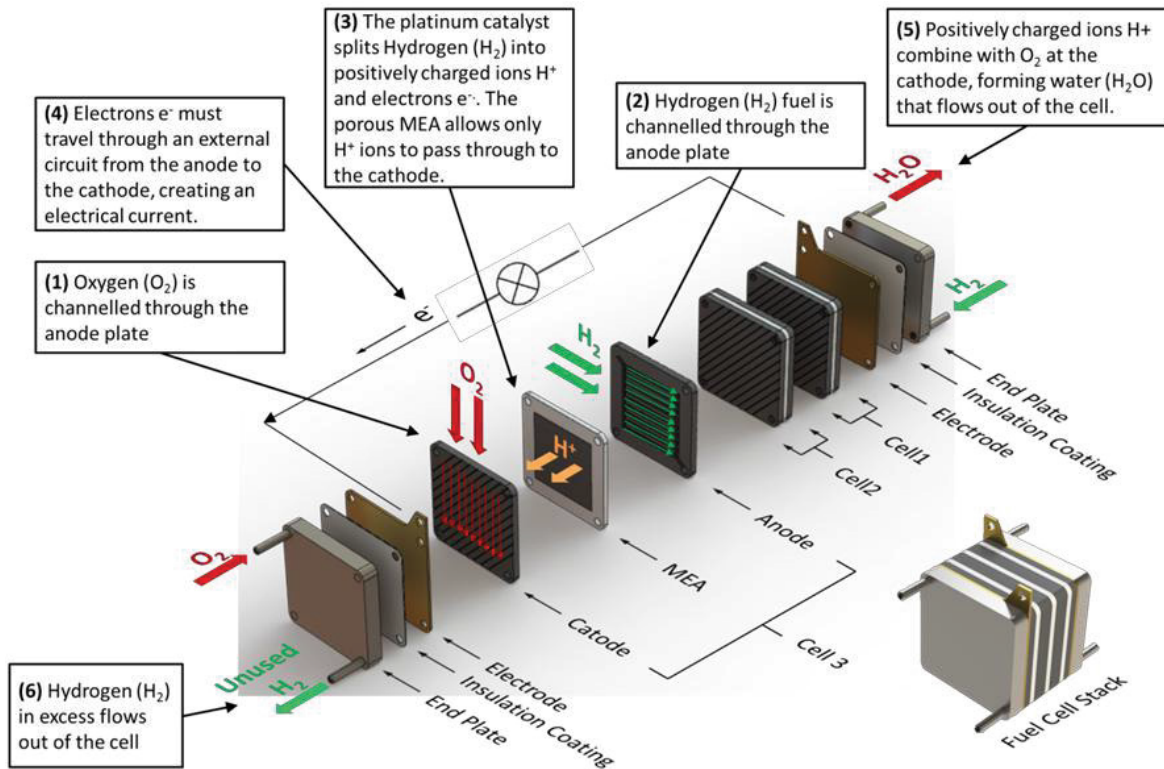 (3) The platinum catalyst
splits Hydrogen (H₂) into
positively charged ions H⁺
and electrons e⁻. The
porous MEA allows only
H⁺ ions to pass through to
the cathode.
(5) Positively charged ions H+
combine with O₂ at the
cathode, forming water (H₂O)
that flows out of the cell.
(4) Electrons e⁻ must
travel through an external
circuit from the anode to
the cathode, creating an
electrical current.
(2) Hydrogen (H₂) fuel is
channelled through the
anode plate
(1) Oxygen (O₂) is
channelled through the
anode plate
H₂O
H₂
e⁻
H₂
O₂
H⁺
O₂
Unused
H₂
End Plate
Insulation Coating
Electrode
Cell1
Cell2
Anode
MEA
Catode
Cell 3
Electrode
Insulation Coating
End Plate
Fuel Cell Stack
(6) Hydrogen (H₂)
in excess flows
out of the cell